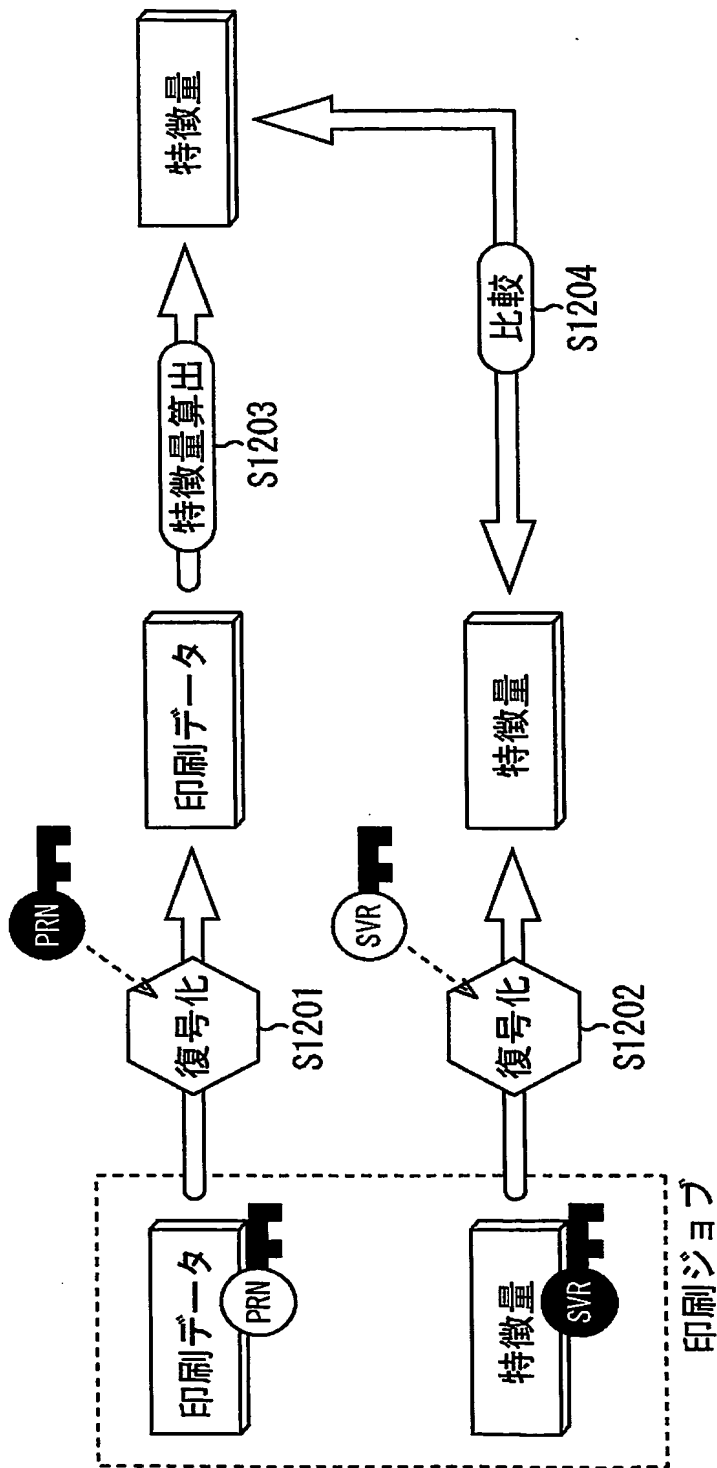 印刷データ
PRN
復号化
S1201
PRN
印刷データ
特徴量算出
S1203
特徴量
特徴量
SVR
復号化
S1202
SVR
特徴量
比較
S1204
印刷ジョブ